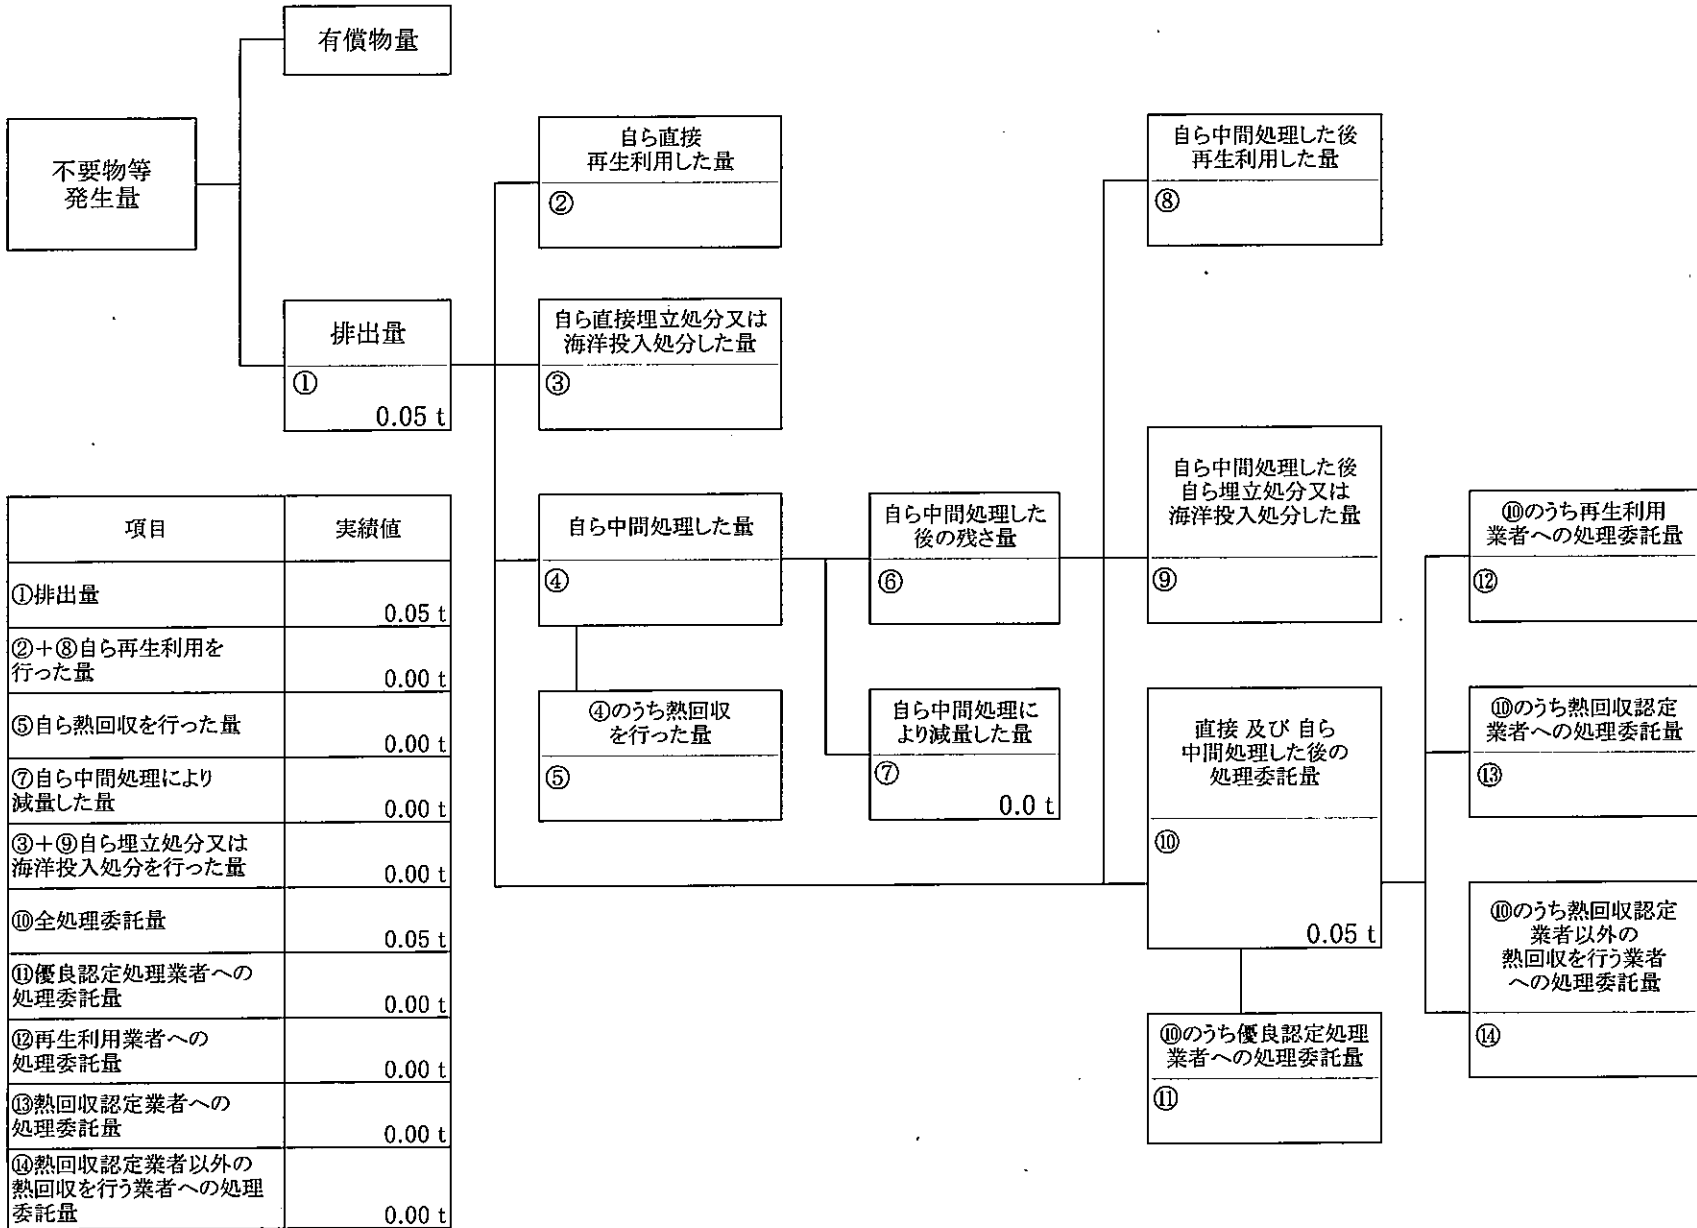 有償物量
不要物等
発生量
排出量
①
0.05 t
自ら直接
再生利用した量
②
自ら直接埋立処分又は
海洋投入処分した量
③
自ら中間処理した量
④
④のうち熱回収
を行った量
⑤
自ら中間処理した
後の残さ量
⑥
自ら中間処理に
より減量した量
⑦
0.0 t
自ら中間処理した後
再生利用した量
⑧
自ら中間処理した後
自ら埋立処分又は
海洋投入処分した量
⑨
直接 及び 自ら
中間処理した後の
処理委託量
⑩
0.05 t
⑩のうち優良認定処理
業者への処理委託量
⑪
⑩のうち再生利用
業者への処理委託量
⑫
⑩のうち熱回収認定
業者への処理委託量
⑬
⑩のうち熱回収認定
業者以外の
熱回収を行う業者
への処理委託量
⑭
項目 実績値
①排出量
0.05 t
②+⑧自ら再生利用を
行った量
0.00 t
⑤自ら熱回収を行った量
0.00 t
⑦自ら中間処理により
減量した量
0.00 t
③+⑨自ら埋立処分又は
海洋投入処分を行った量
0.00 t
⑩全処理委託量
0.05 t
⑪優良認定処理業者への
処理委託量
0.00 t
⑫再生利用業者への
処理委託量
0.00 t
⑬熱回収認定業者への
処理委託量
0.00 t
⑭熱回収認定業者以外の
熱回収を行う業者への処理
委託量
0.00 t